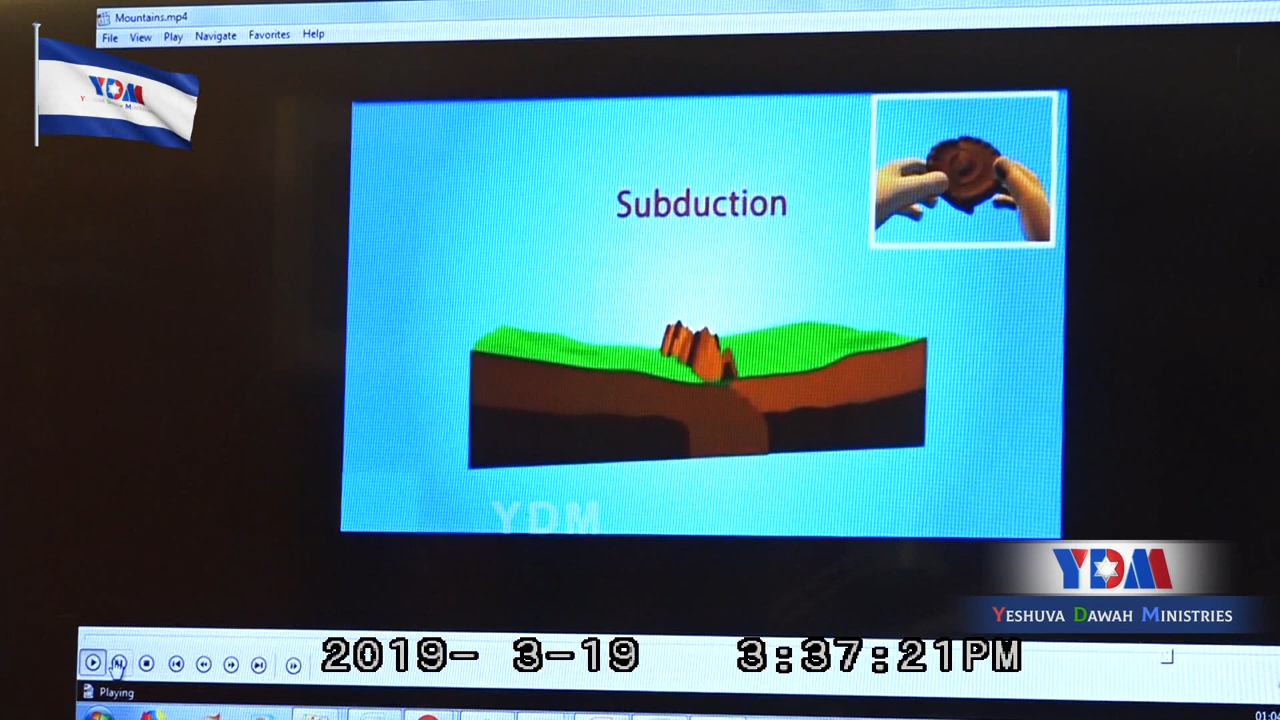 Mountains.mp4
File View Play Navigate Favorites Help
YDM
Subduction
YDM
YDM
YESHUVA DAWAH MINISTRIES
2019- 3-19 3:37:21PM
Playing